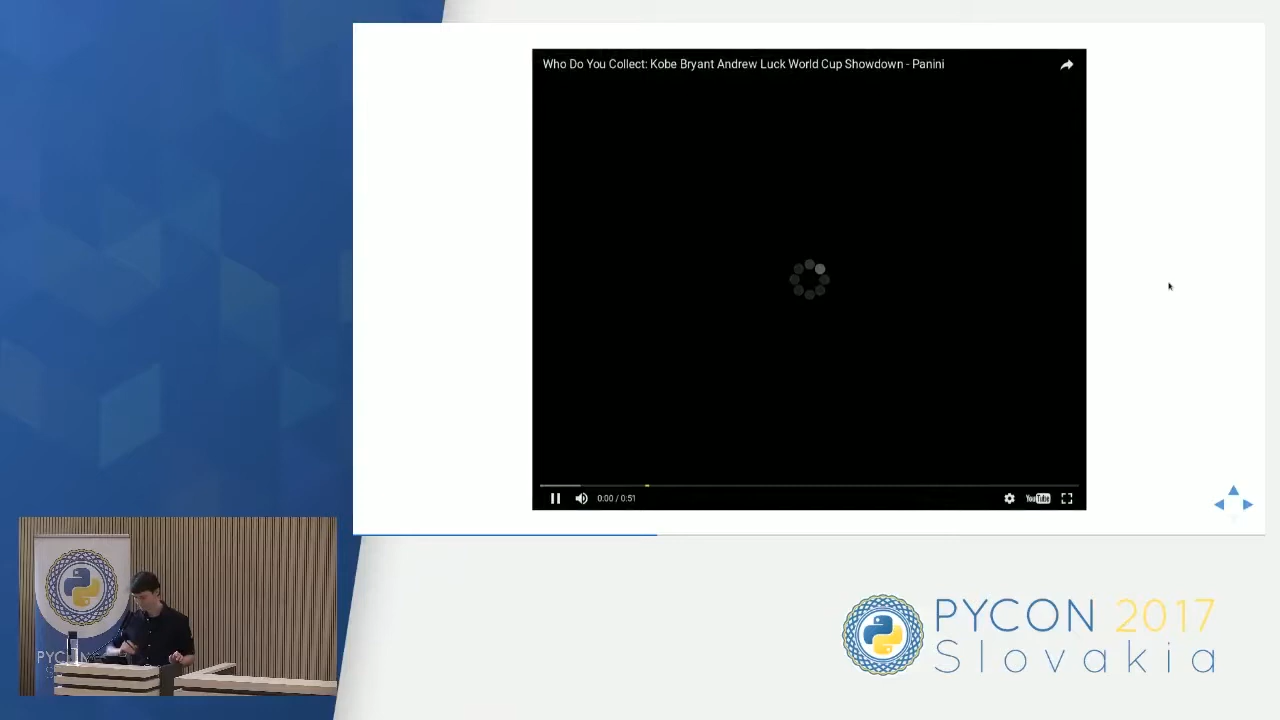 Who Do You Collect: Kobe Bryant Andrew Luck World Cup Showdown - Panini
0:00 / 0:51
YouTube
PYCON 2017
Slovakia